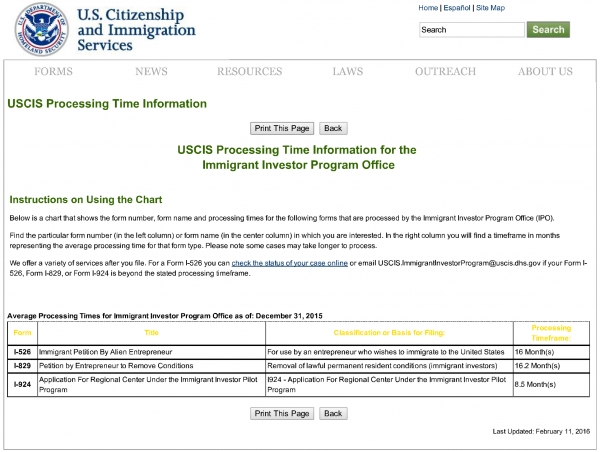 Home | Español | Site Map
U.S. Citizenship
and Immigration
Services
Search Search
FORMS NEWS RESOURCES LAWS OUTREACH ABOUT US
USCIS Processing Time Information
Print This Page Back
USCIS Processing Time Information for the
Immigrant Investor Program Office
Instructions on Using the Chart
Below is a chart that shows the form number, form name and processing times for the following forms that are processed by the Immigrant Investor Program Office (IPO).
Find the particular form number (in the left column) or form name (in the center column) in which you are interested. In the right column you will find a timeframe in months
representing the average processing time for that form type. Please note some cases may take longer to process.
We offer a variety of services after you file. For a Form I-526 you can check the status of your case online or email USCIS.ImmigrantInvestorProgram@uscis.dhs.gov if your Form I-
526, Form I-829, or Form I-924 is beyond the stated processing timeframe.
Average Processing Times for Immigrant Investor Program Office as of: December 31, 2015
Form Title Classification or Basis for Filing: Processing
Timeframe:
I-526 Immigrant Petition By Alien Entrepreneur For use by an entrepreneur who wishes to immigrate to the United States 16 Month(s)
I-829 Petition by Entrepreneur to Remove Conditions Removal of lawful permanent resident conditions (immigrant investors) 16.2 Month(s)
I-924 Application For Regional Center Under the Immigrant Investor Pilot
Program I924 - Application For Regional Center Under the Immigrant Investor Pilot
Program 8.5 Month(s)
Print This Page Back
Last Updated: February 11, 2016